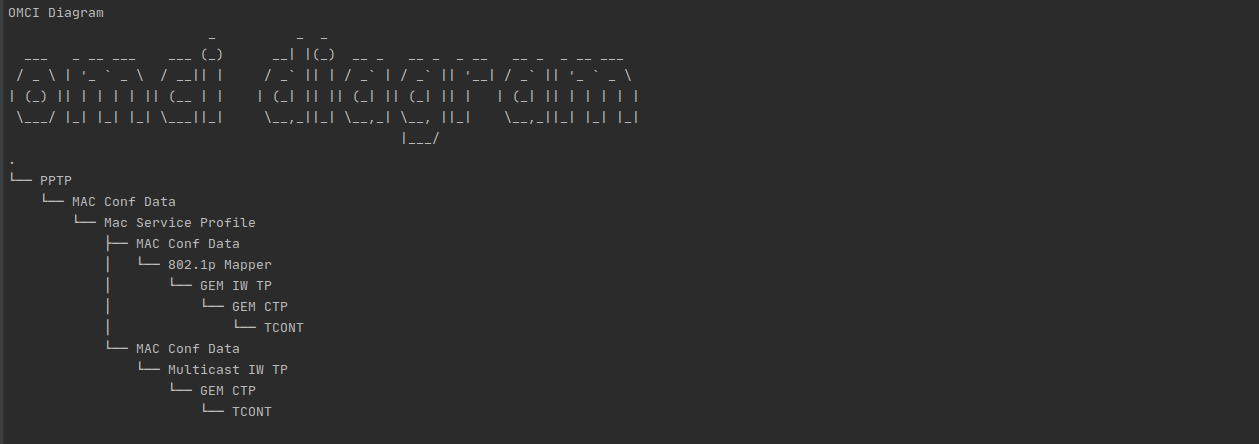 OMCI Diagram
                         _          _  _
  ___   _ __ ___    ___ (_)      __| |(_)  __ _   __ _  _ __   __ _  _ __ ___
 / _ \ | '_ ` _ \  / __|| |     / _` || | / _` | / _` || '__| / _` || '_ ` _ \
| (_) || | | | | || (__ | |    | (_| || || (_| || (_| || |   | (_| || | | | | |
 \___/ |_| |_| |_| \___||_|     \__,_||_| \__,_| \__, ||_|    \__,_||_| |_| |_|
                                                 |___/
.
└── PPTP
    └── MAC Conf Data
        └── Mac Service Profile
            ├── MAC Conf Data
            │   └── 802.1p Mapper
            │       └── GEM IW TP
            │           └── GEM CTP
            │               └── TCONT
            └── MAC Conf Data
                └── Multicast IW TP
                    └── GEM CTP
                        └── TCONT